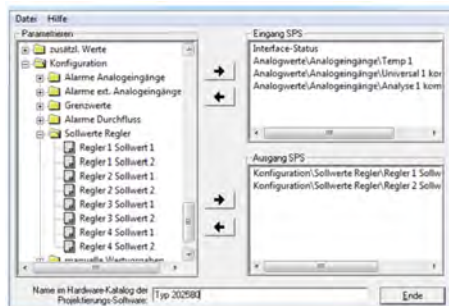 Datei Hilfe
Parametrieren
zusätzl. Werte
Konfiguration
Alarme Analogeingänge
Alarme ext. Analogeingänge
Grenzwerte
Alarme Durchfluss
Sollwerte Regler
Regler 1 Sollwert 1
Regler 1 Sollwert 2
Regler 2 Sollwert 1
Regler 2 Sollwert 2
Regler 3 Sollwert 1
Regler 3 Sollwert 2
Regler 4 Sollwert 1
Regler 4 Sollwert 2
manuelle Wertvorgaben
Eingang SPS
Interface-Status
Analogwerte\Analogeingänge\Temp 1
Analogwerte\Analogeingänge\Universal 1 kom
Analogwerte\Analogeingänge\Analyse 1 kom
Ausgang SPS
Konfiguration\Sollwerte Regler\Regler 1 Sollw
Konfiguration\Sollwerte Regler\Regler 2 Sollw
Name im Hardware-Katalog der
Projektierungs-Software:
Typ 202580
Ende